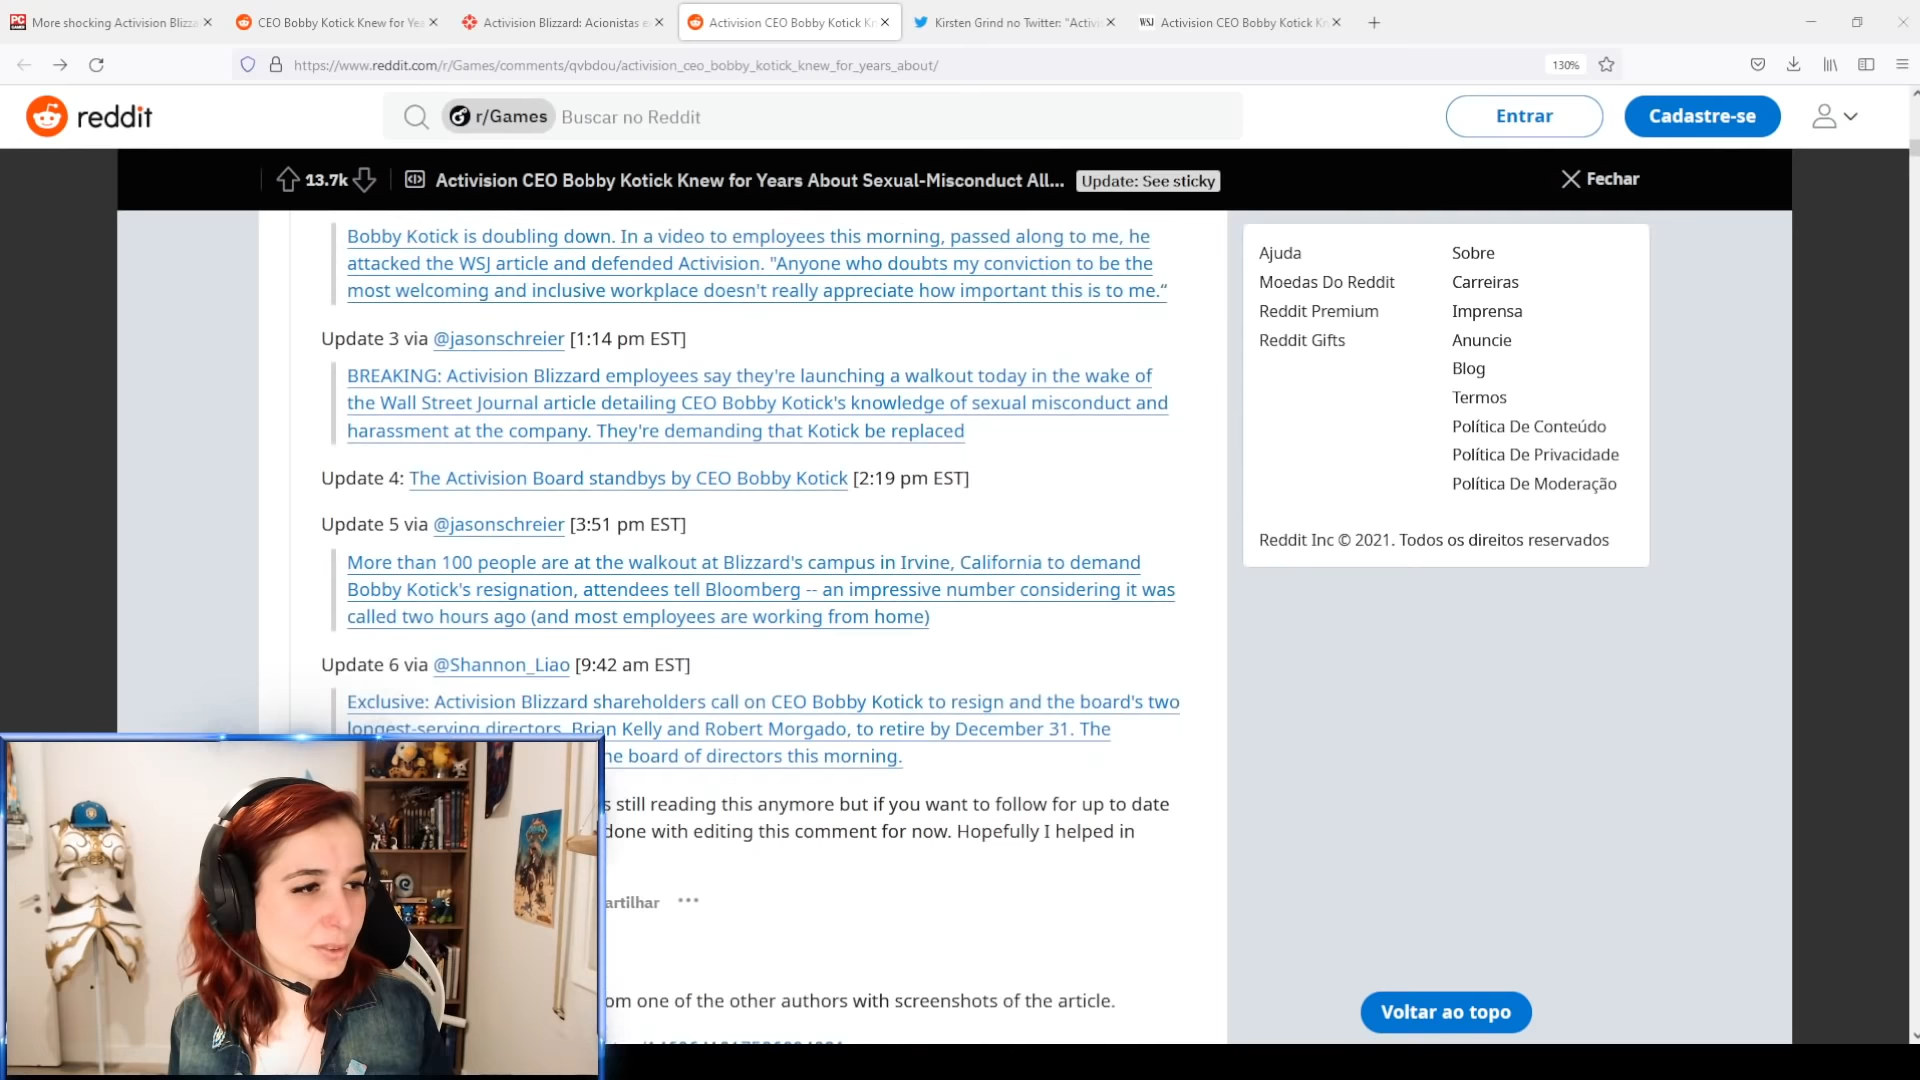 More shocking Activision Blizza
CEO Bobby Kotick Knew for Yea
Activision Blizzard: Acionistas e
Activision CEO Bobby Kotick Kn
Kirsten Grind no Twitter: "Activi
WSJ
Activision CEO Bobby Kotick Kn
https://www.reddit.com/r/Games/comments/qvbdou/activision_ceo_bobby_kotick_knew_for_years_about/
130%
reddit
r/Games
Buscar no Reddit
Entrar
Cadastre-se
13.7k
Activision CEO Bobby Kotick Knew for Years About Sexual-Misconduct All...
Update: See sticky
Fechar
Bobby Kotick is doubling down. In a video to employees this morning, passed along to me, he
attacked the WSJ article and defended Activision. "Anyone who doubts my conviction to be the
most welcoming and inclusive workplace doesn't really appreciate how important this is to me."
Update 3 via @jasonschreier [1:14 pm EST]
BREAKING: Activision Blizzard employees say they're launching a walkout today in the wake of
the Wall Street Journal article detailing CEO Bobby Kotick's knowledge of sexual misconduct and
harassment at the company. They're demanding that Kotick be replaced
Update 4: The Activision Board standbys by CEO Bobby Kotick [2:19 pm EST]
Update 5 via @jasonschreier [3:51 pm EST]
More than 100 people are at the walkout at Blizzard's campus in Irvine, California to demand
Bobby Kotick's resignation, attendees tell Bloomberg -- an impressive number considering it was
called two hours ago (and most employees are working from home)
Update 6 via @Shannon_Liao [9:42 am EST]
Exclusive: Activision Blizzard shareholders call on CEO Bobby Kotick to resign and the board's two
longest-serving directors, Brian Kelly and Robert Morgado, to retire by December 31. The
he board of directors this morning.
s still reading this anymore but if you want to follow for up to date
done with editing this comment for now. Hopefully I helped in
artilhar
om one of the other authors with screenshots of the article.
Ajuda
Moedas Do Reddit
Reddit Premium
Reddit Gifts
Sobre
Carreiras
Imprensa
Anuncie
Blog
Termos
Política De Conteúdo
Política De Privacidade
Política De Moderação
Reddit Inc © 2021. Todos os direitos reservados
Voltar ao topo